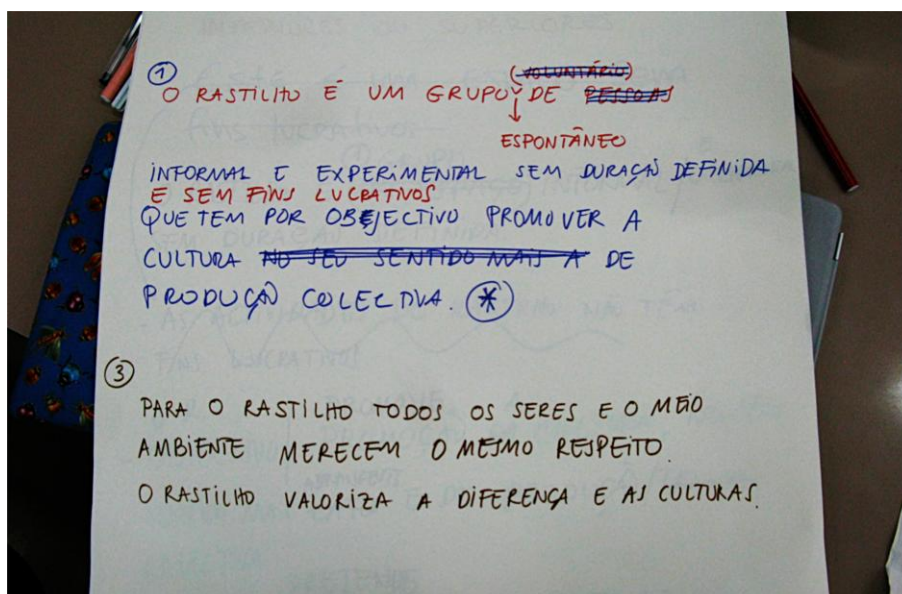 ①
(VOLUNTÁRIO)
O RASTILHO É UM GRUPO DE PESSOAS
ESPONTÂNEO
INFORMAL E EXPERIMENTAL SEM DURAÇÃO DEFINIDA
E SEM FINS LUCRATIVOS
QUE TEM POR OBJECTIVO PROMOVER A
CULTURA NO SEU SENTIDO MAIS A DE
PRODUÇÃO COLECTIVA. *
③
PARA O RASTILHO TODOS OS SERES E O MEIO
AMBIENTE MERECEM O MESMO RESPEITO.
O RASTILHO VALORIZA A DIFERENÇA E AS CULTURAS.